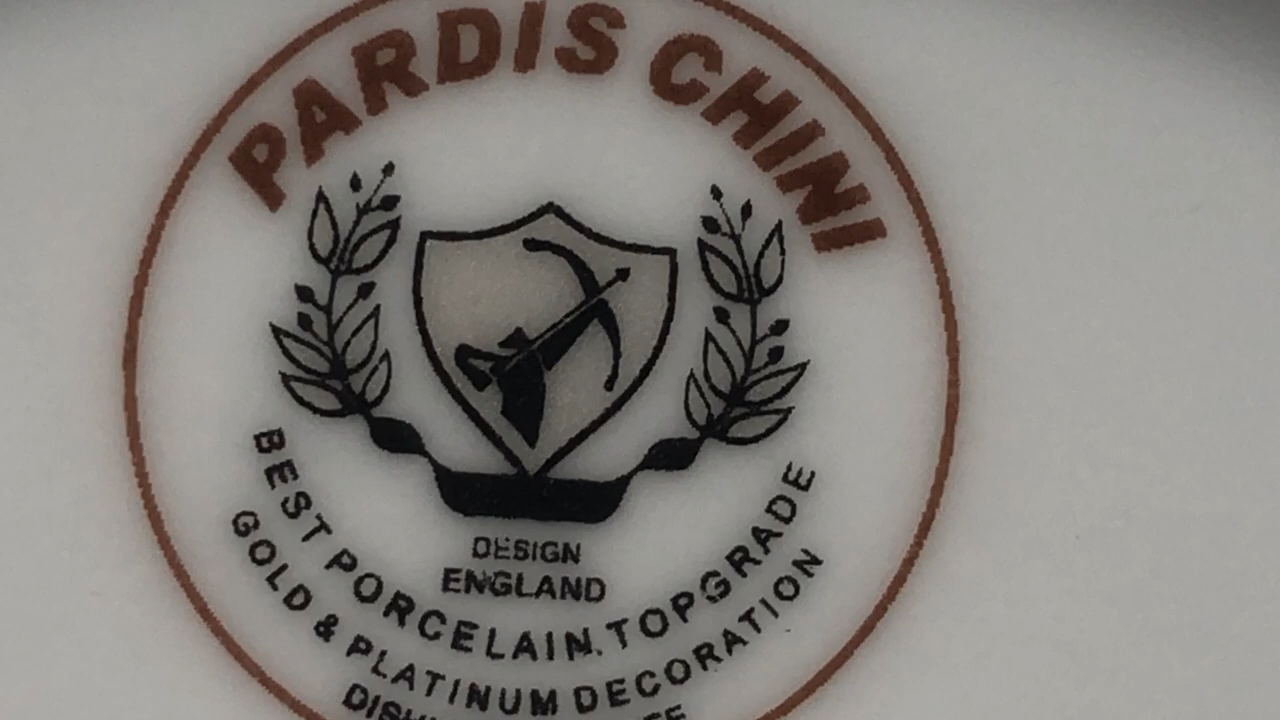 PARDIS CHINI
DESIGN
ENGLAND
BEST PORCELAIN. TOPGRADE
GOLD & PLATINUM DECORATION